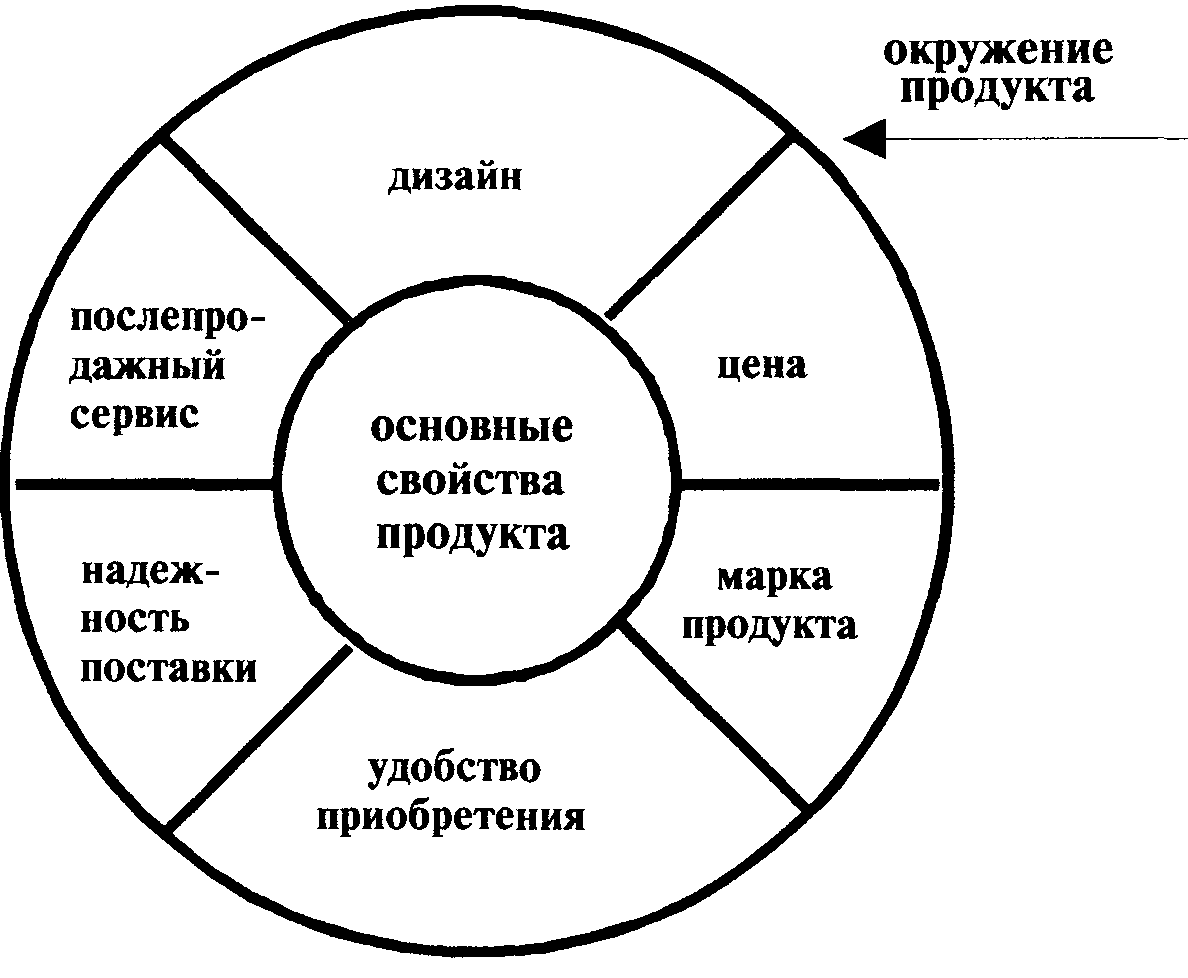 окружение
продукта
дизайн
послепро-
дажный
сервис
цена
основные
свойства
продукта
надеж-
ность
поставки
марка
продукта
удобство
приобретения